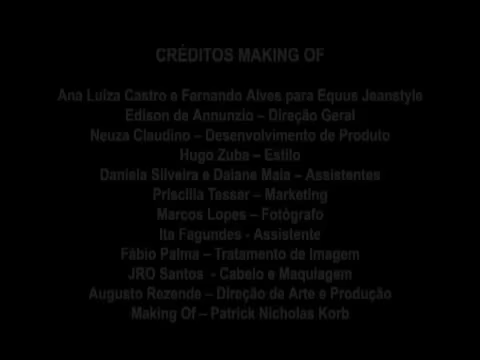 CRÉDITOS MAKING OF
Ana Luiza Castro e Fernando Alves para Equus Jeanstyle
Edison de Annunzio – Direção Geral
Neuza Claudino – Desenvolvimento de Produto
Hugo Zuba – Estilo
Daniela Silveira e Daiane Maia – Assistentes
Priscilla Tesser – Marketing
Marcos Lopes – Fotógrafo
Ita Fagundes - Assistente
Fábio Palma – Tratamento de Imagem
JRO Santos - Cabelo e Maquiagem
Augusto Rezende – Direção de Arte e Produção
Making Of – Patrick Nicholas Korb